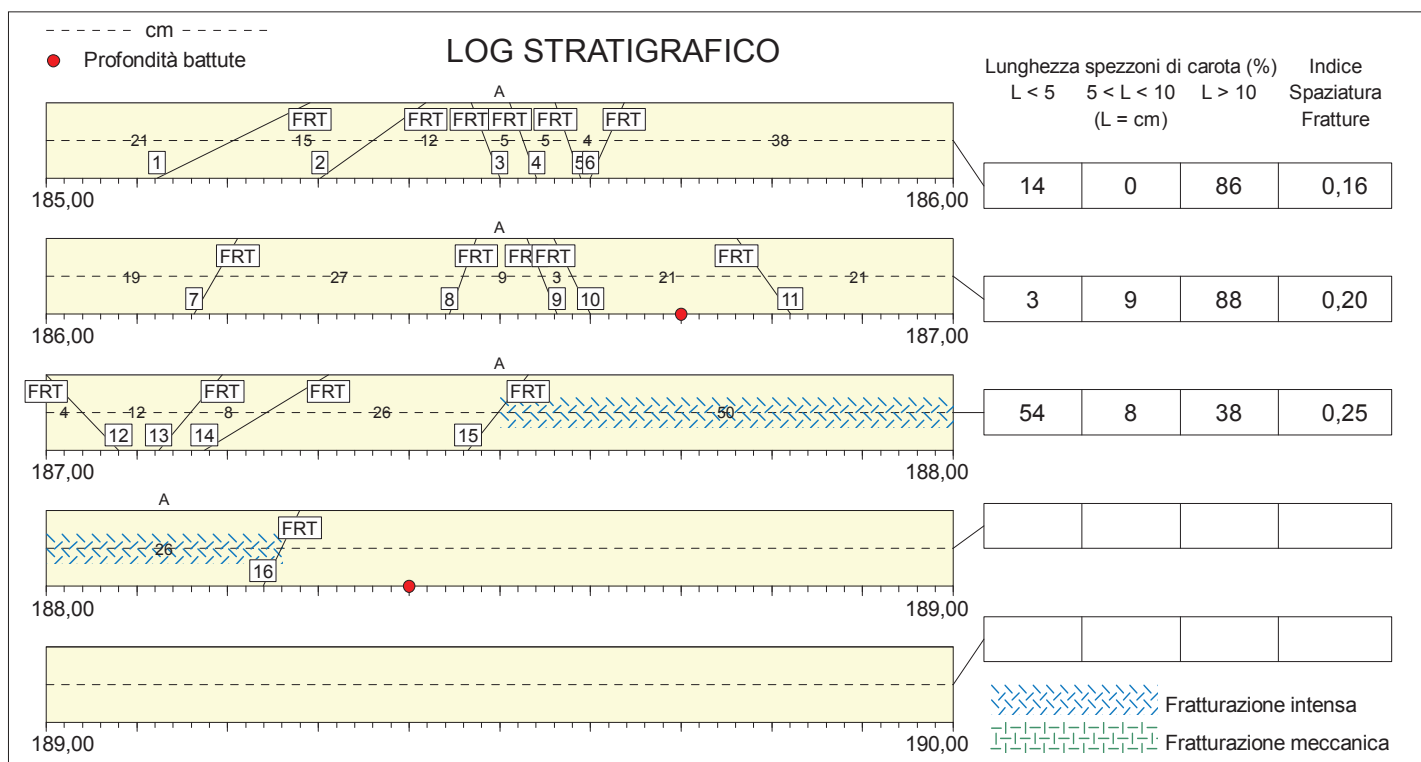 cm
Profondità battute
LOG STRATIGRAFICO
Lunghezza spezzoni di carota (%)
L < 5
5 < L < 10
L > 10
(L = cm)
Indice
Spaziatura
Fratture
A
FRT FRT FRT FRT FRT FRT
21 15 12 5 5 4 38
1 2 3 4 5 6
185,00 186,00
14 0 86 0,16
A
FRT FRT FR FRT FRT
19 27 9 3 21 21
7 8 9 10 11
186,00 187,00
3 9 88 0,20
A
FRT FRT FRT FRT
4 12 8 26 50
12 13 14 15
187,00 188,00
54 8 38 0,25
A
FRT
26
16
188,00 189,00
189,00 190,00
Fratturazione intensa
Fratturazione meccanica